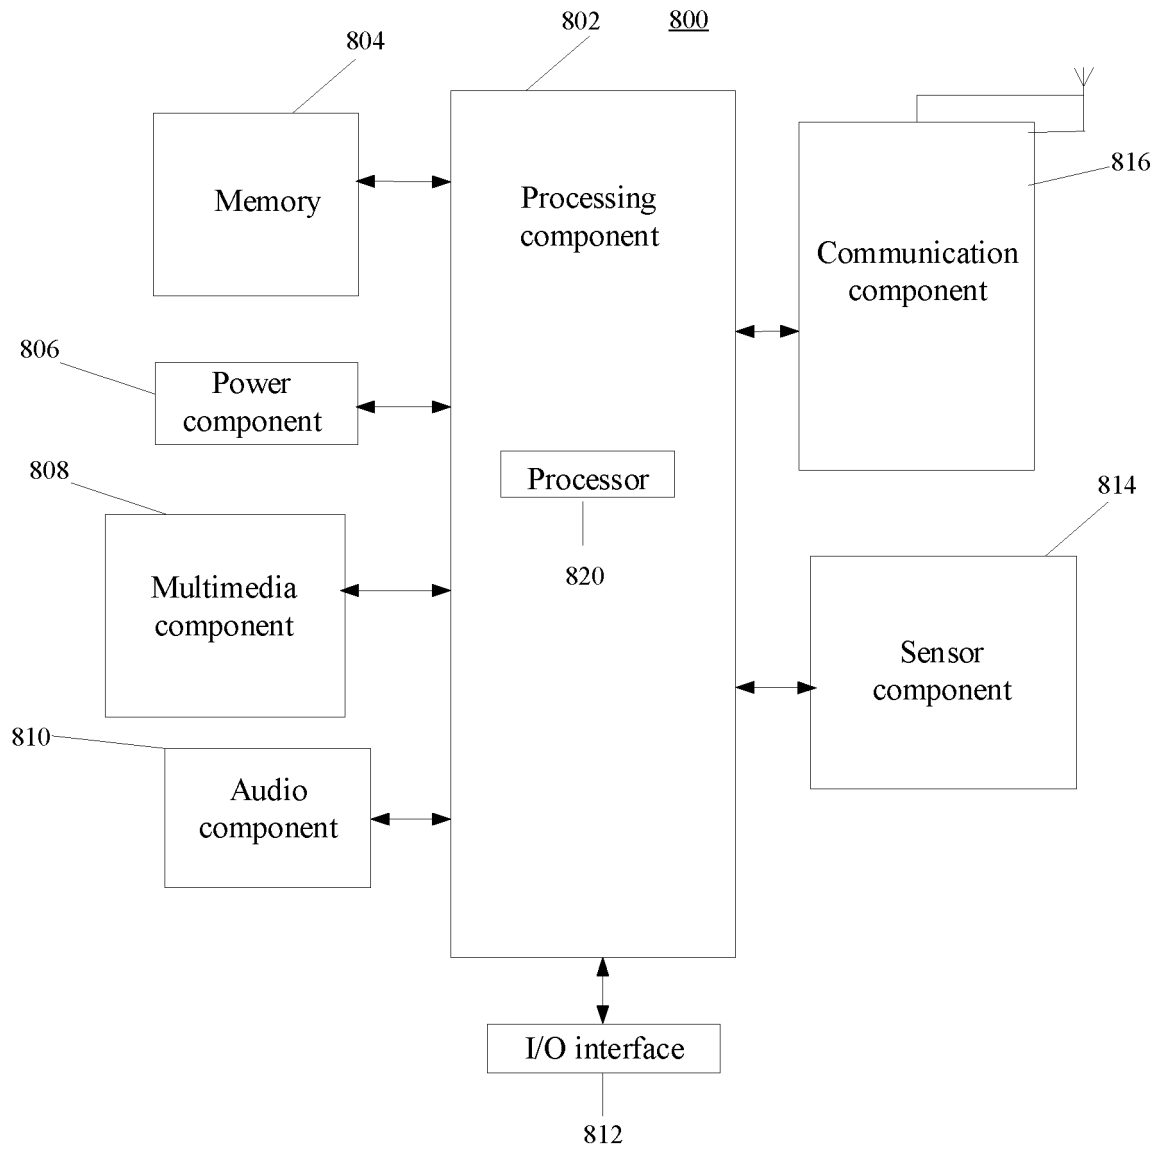 802
800
804
816
Memory
Processing
component
Communication
component
806
Power
component
808
Processor
814
820
Multimedia
component
Sensor
component
810
Audio
component
I/O interface
812